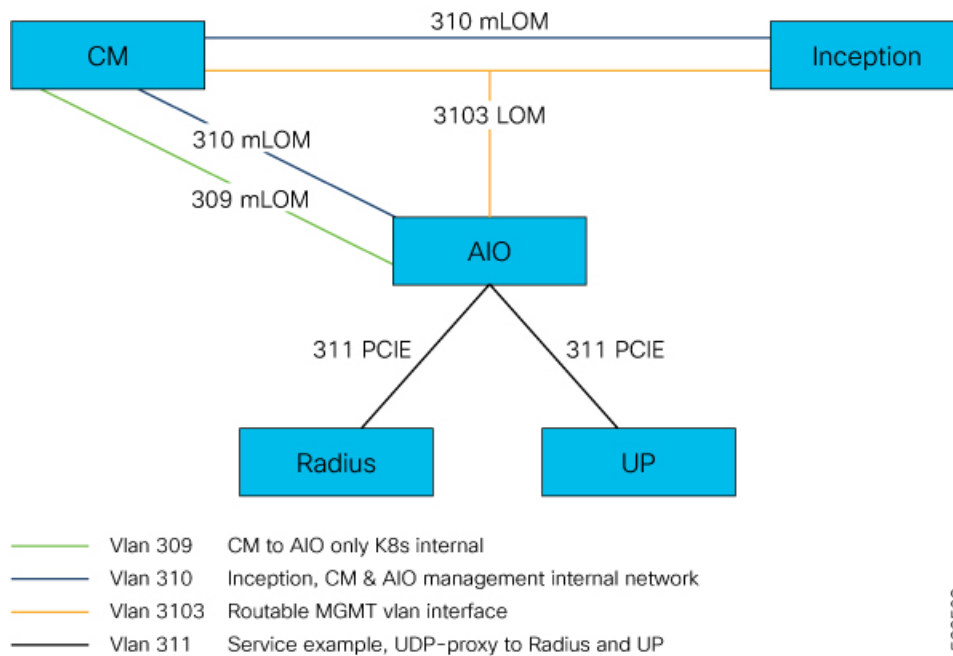 310 mLOM
CM
Inception
3103 LOM
310 mLOM
309 mLOM
AIO
311 PCIE
311 PCIE
Radius
UP
Vlan 309 CM to AIO only K8s internal
Vlan 310 Inception, CM & AIO management internal network
Vlan 3103 Routable MGMT vlan interface
Vlan 311 Service example, UDP-proxy to Radius and UP